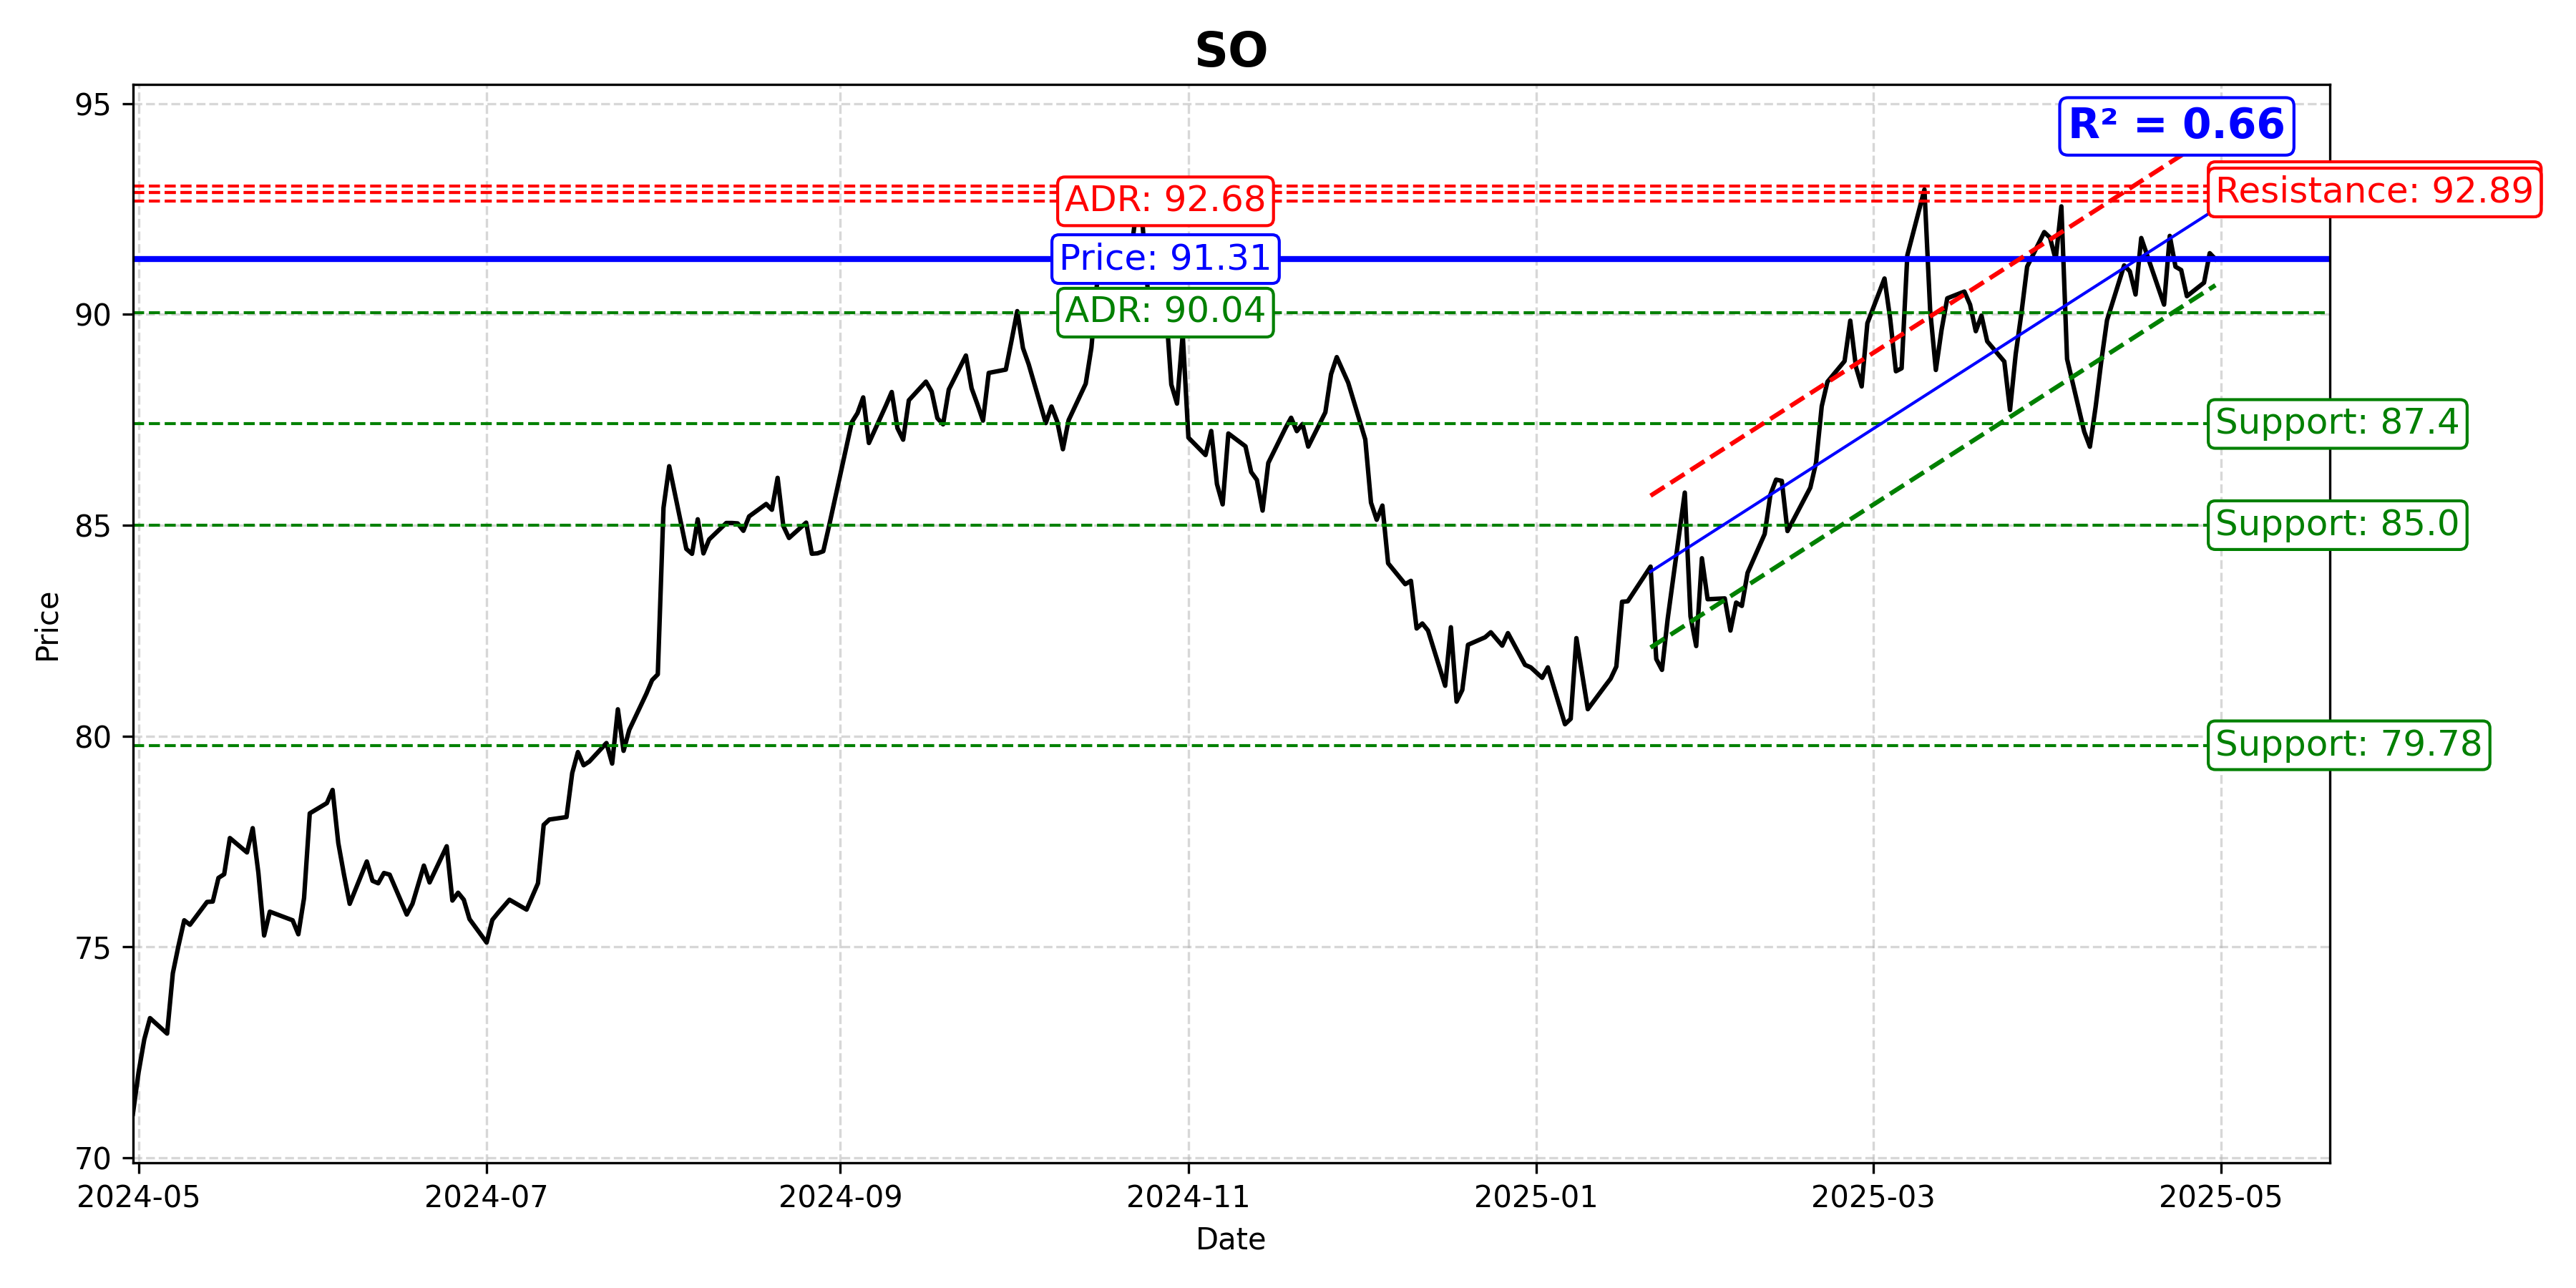 SO
95
90
85
80
75
70
Price
R² = 0.66
ADR: 92.68
Resistance: 92.89
Price: 91.31
ADR: 90.04
Support: 87.4
Support: 85.0
Support: 79.78
2024-05
2024-07
2024-09
2024-11
2025-01
2025-03
2025-05
Date